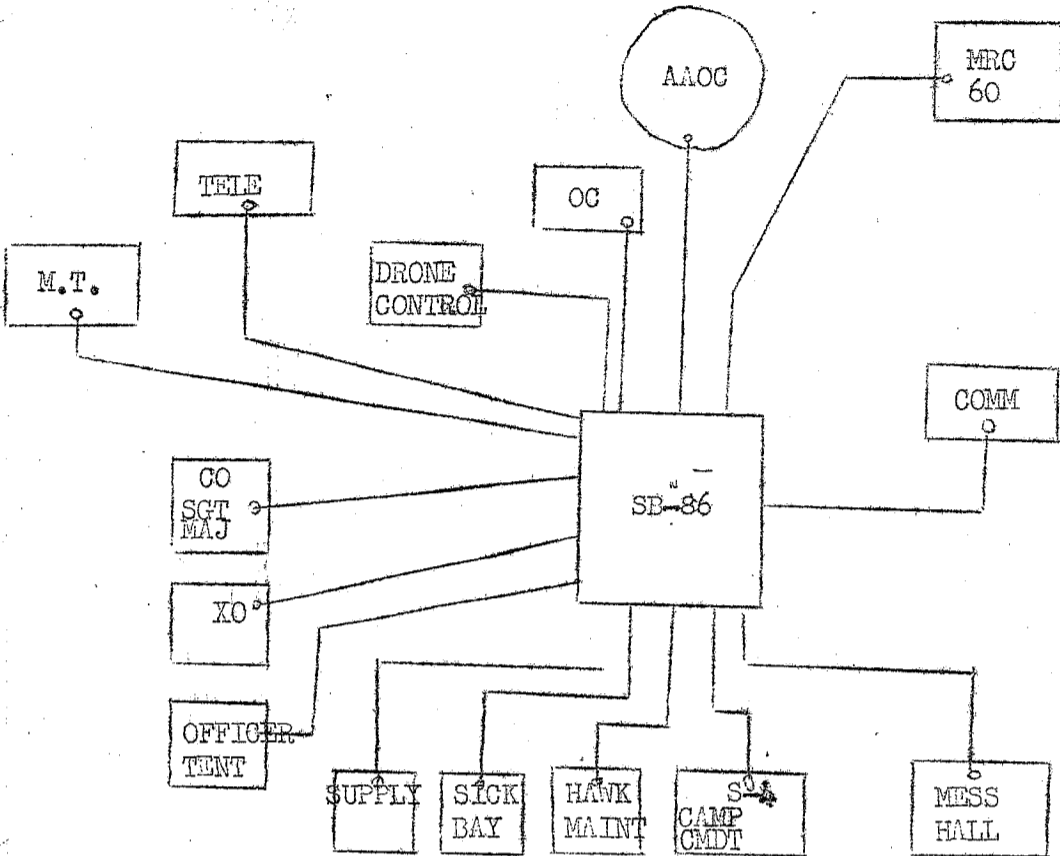 AAOC
MRC
60
TELE
OC
M.T.
DRONE
CONTROL
COMM
CO
SGT
MAJ
SB-86
XO
OFFICER
TENT
SUPPLY
SICK
BAY
HAWK
MAINT
S-4
CAMP
CMDT
MESS
HALL